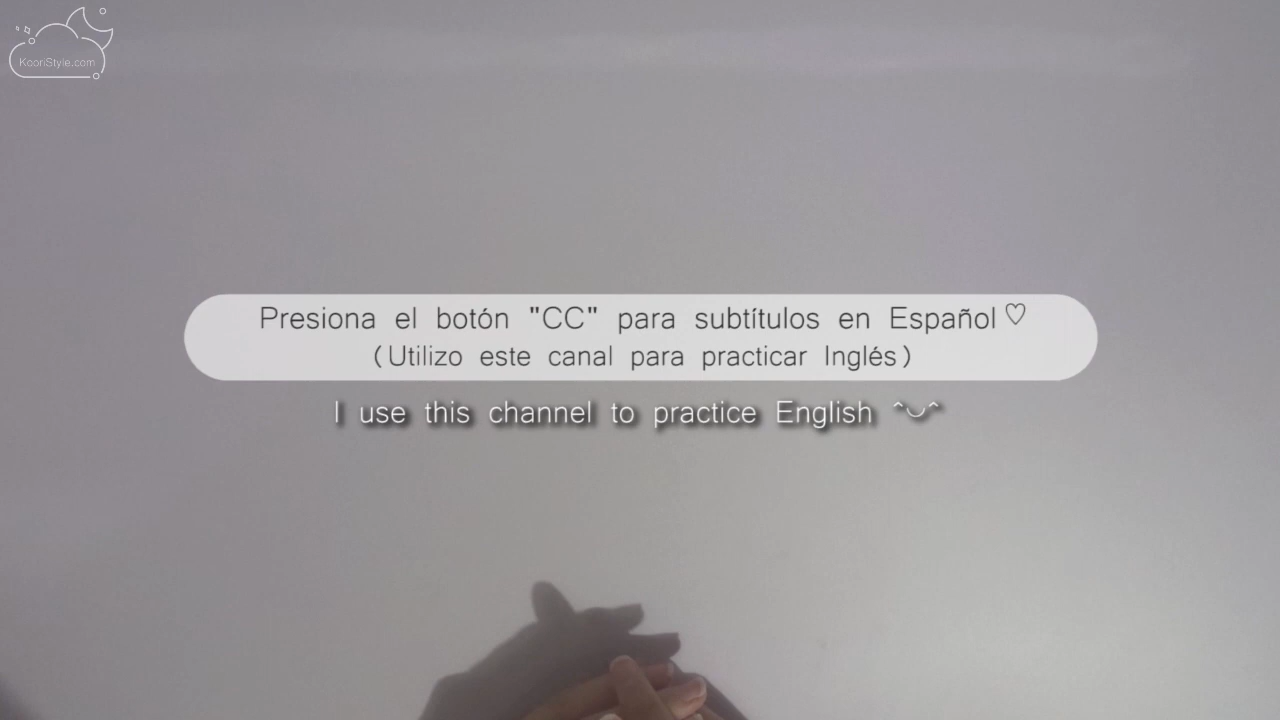 KooriStyle.com
Presiona el botón "CC" para subtítulos en Español♡
(Utilizo este canal para practicar Inglés)
I use this channel to practice English ^‿^